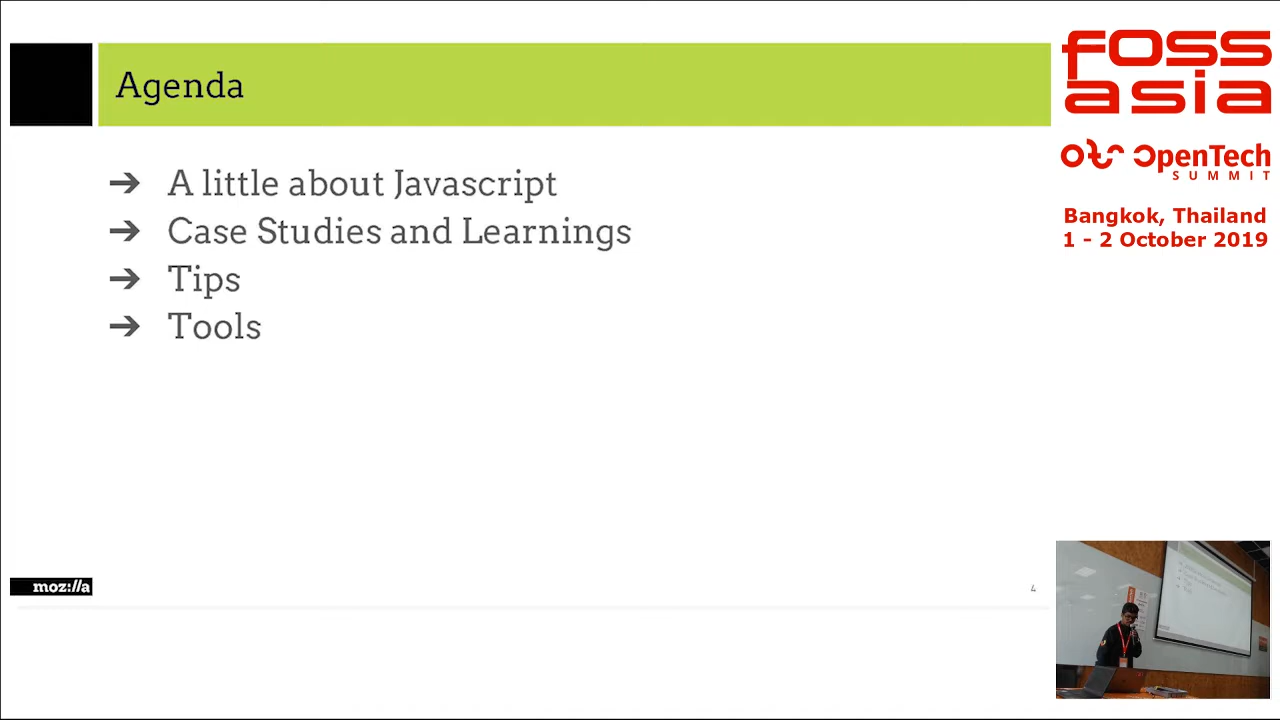 Agenda
➔ A little about Javascript
➔ Case Studies and Learnings
➔ Tips
➔ Tools
moz://a
4
foss
asia
OpenTech
SUMMIT
Bangkok, Thailand
1 - 2 October 2019